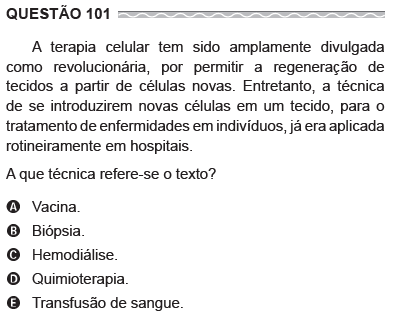 QUESTÃO 101
A terapia celular tem sido amplamente divulgada
como revolucionária, por permitir a regeneração de
tecidos a partir de células novas. Entretanto, a técnica
de se introduzirem novas células em um tecido, para o
tratamento de enfermidades em indivíduos, já era aplicada
rotineiramente em hospitais.
A que técnica refere-se o texto?
A Vacina.
B Biópsia.
C Hemodiálise.
D Quimioterapia.
E Transfusão de sangue.